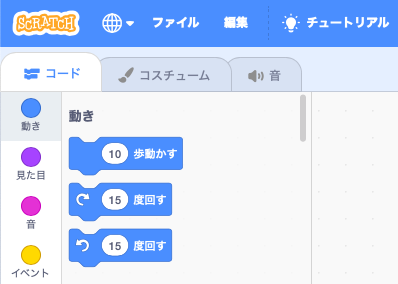 SCRATCH ファイル 編集 チュートリアル
コード コスチューム 音
動き
見た目
音
イベント
動き
10 歩動かす
15 度回す
15 度回す